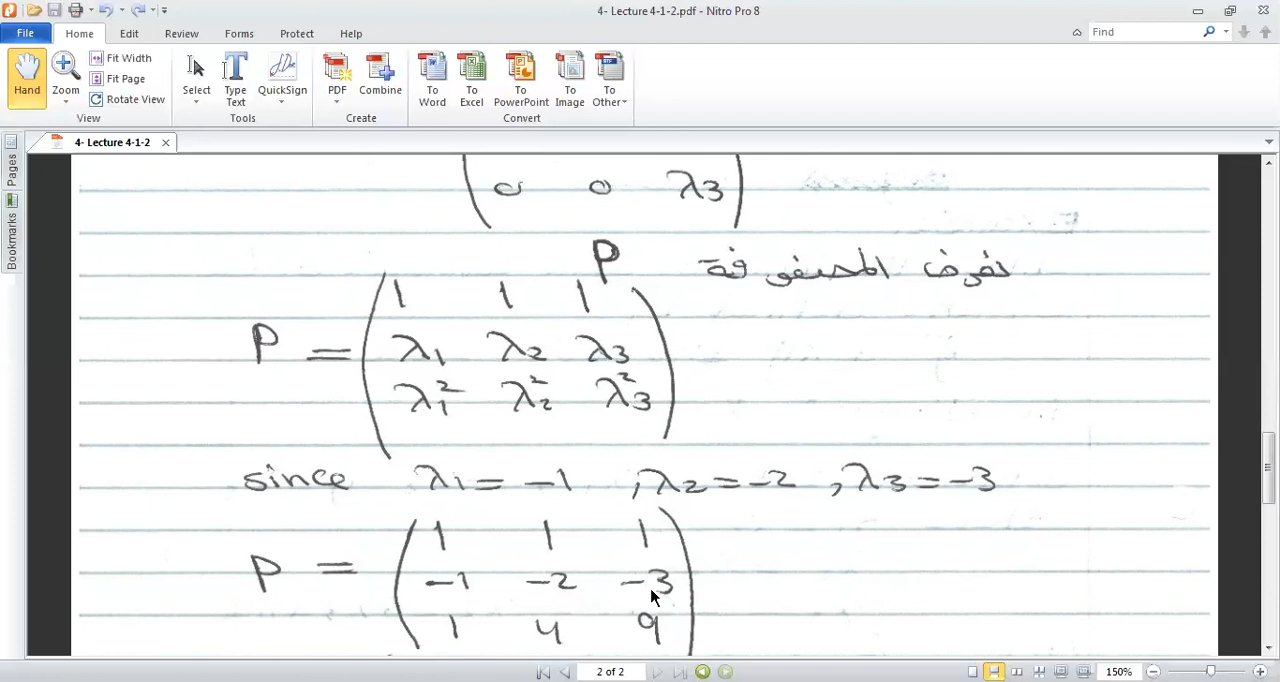 4- Lecture 4-1-2.pdf - Nitro Pro 8
File Home Edit Review Forms Protect Help Find
Hand Zoom Fit Width Fit Page Rotate View Select Type Text QuickSign PDF Combine To Word To Excel To PowerPoint To Image To Other
View Tools Create Convert
4- Lecture 4-1-2
Pages
Bookmarks
0 0 λ3
نفرض المصفوفة P
1 1 1
P = λ1 λ2 λ3
λ1² λ2² λ3²
since λ1 = -1 , λ2 = -2 , λ3 = -3
1 1 1
P = -1 -2 -3
1 4 9
2 of 2 150%